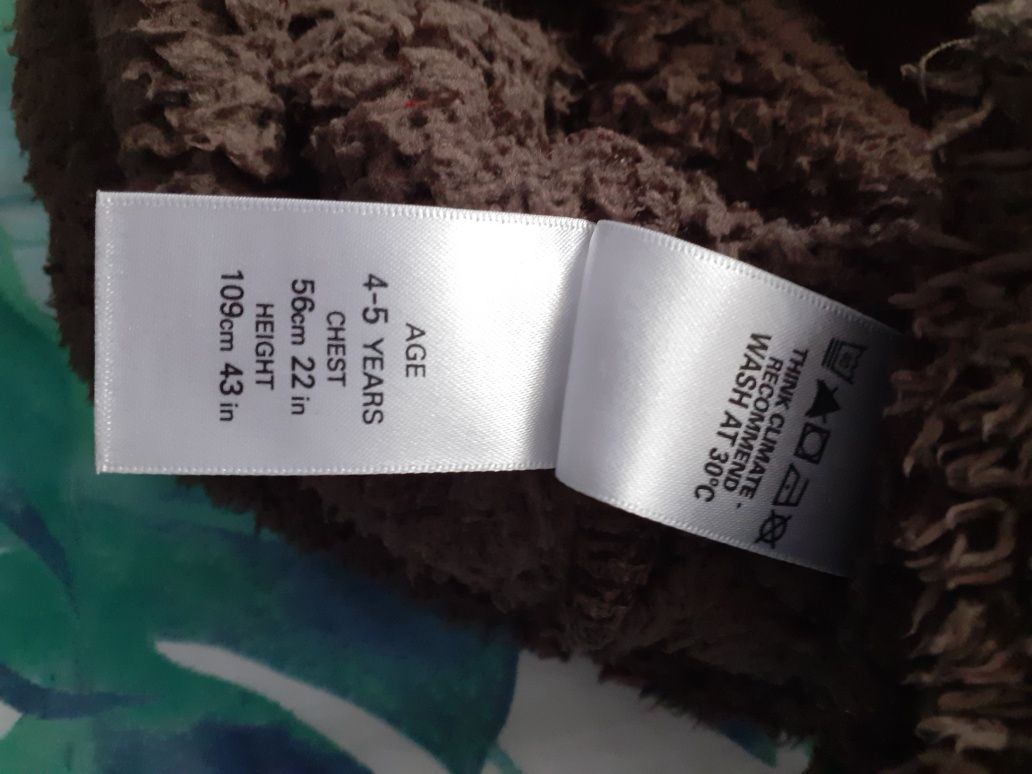 AGE
4-5 YEARS
CHEST
56cm 22 in
HEIGHT
109cm 43 in
THINK CLIMATE -
RECOMMEND
WASH AT 30°C